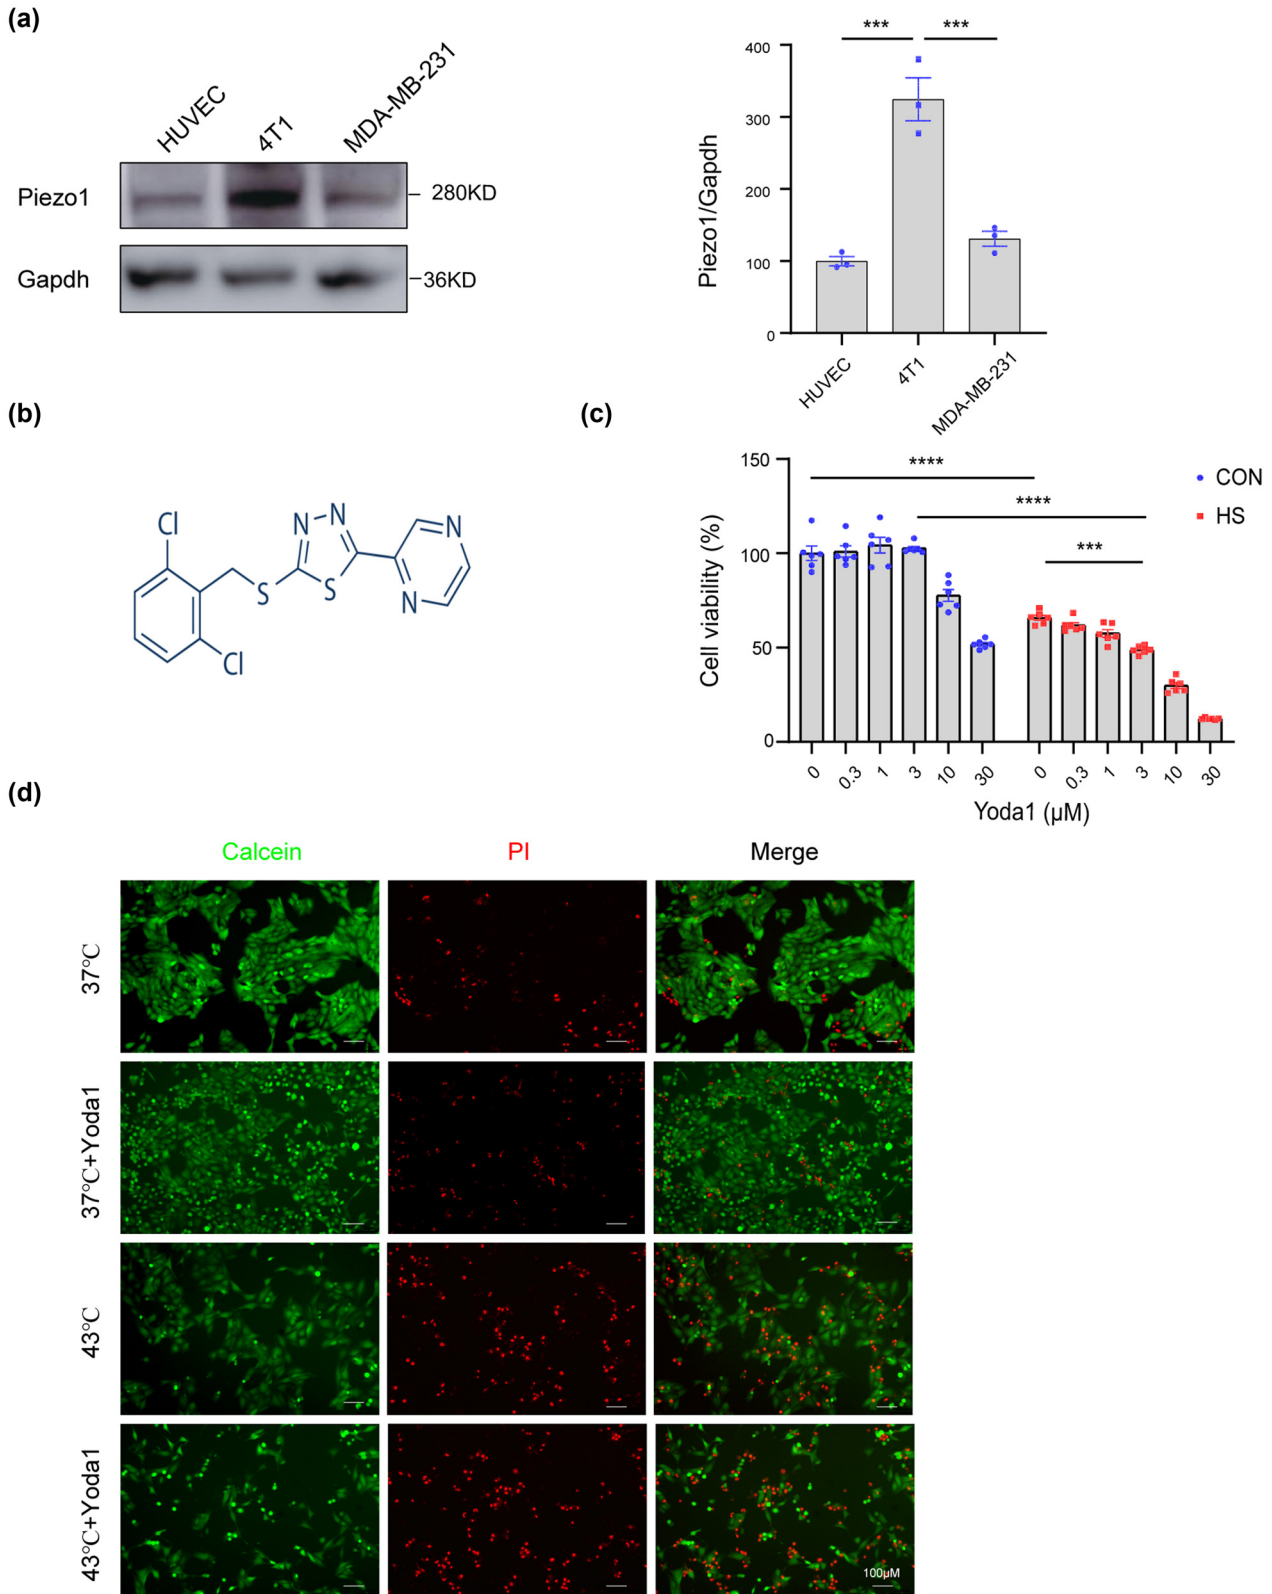 (a)
HUVEC
4T1
MDA-MB-231
Piezo1
280KD
Gapdh
36KD
*** ***
Piezo1/Gapdh
400
300
200
100
0
HUVEC
4T1
MDA-MB-231
(b)
Cl
N N
N
S
S
N
Cl
(c)
Cell viability (%)
150
100
50
0
****
****
***
CON
HS
0 0.3 1 3 10 30 0 0.3 1 3 10 30
Yoda1 (μM)
(d)
Calcein PI Merge
37°C
37°C+Yoda1
43°C
43°C+Yoda1
100μM